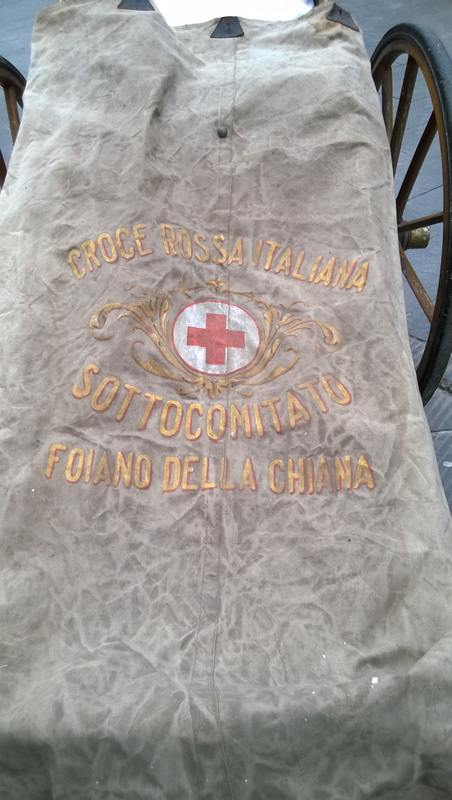 CROCE ROSSA ITALIANA
SOTTOCOMITATO
FOIANO DELLA CHIANA